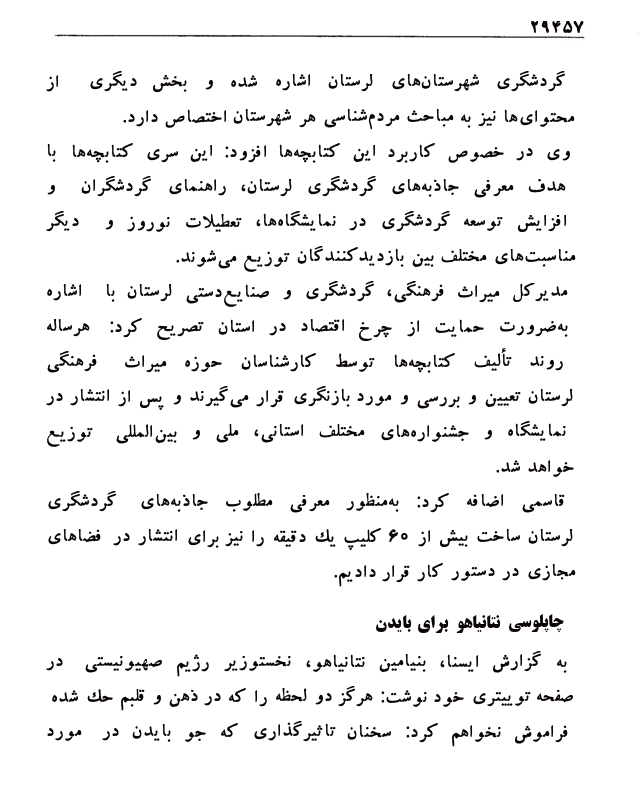 ۲۹۴۵۷
گردشگری شهرستان‌های لرستان اشاره شده و بخش دیگری از
محتوای‌ها نیز به مباحث مردم‌شناسی هر شهرستان اختصاص دارد.
وی در خصوص کاربرد این کتابچه‌ها افزود: این سری کتابچه‌ها با
هدف معرفی جاذبه‌های گردشگری لرستان، راهنمای گردشگران و
افزایش توسعه گردشگری در نمایشگاه‌ها، تعطیلات نوروز و دیگر
مناسبت‌های مختلف بین بازدیدکنندگان توزیع می‌شوند.
مدیرکل میراث فرهنگی، گردشگری و صنایع‌دستی لرستان با اشاره
به‌ضرورت حمایت از چرخ اقتصاد در استان تصریح کرد: هرساله
روند تألیف کتابچه‌ها توسط کارشناسان حوزه میراث فرهنگی
لرستان تعیین و بررسی و مورد بازنگری قرار می‌گیرند و پس از انتشار در
نمایشگاه و جشنواره‌های مختلف استانی، ملی و بین‌المللی توزیع
خواهد شد.
قاسمی اضافه کرد: به‌منظور معرفی مطلوب جاذبه‌های گردشگری
لرستان ساخت بیش از ۶۰ کلیپ یك دقیقه را نیز برای انتشار در فضاهای
مجازی در دستور کار قرار دادیم.
چاپلوسی نتانیاهو برای بایدن
به گزارش ایسنا، بنیامین نتانیاهو، نخستوزیر رژیم صهیونیستی در
صفحه توییتری خود نوشت: هرگز دو لحظه را که در ذهن و قلبم حك شده
فراموش نخواهم کرد: سخنان تاثیرگذاری که جو بایدن در مورد